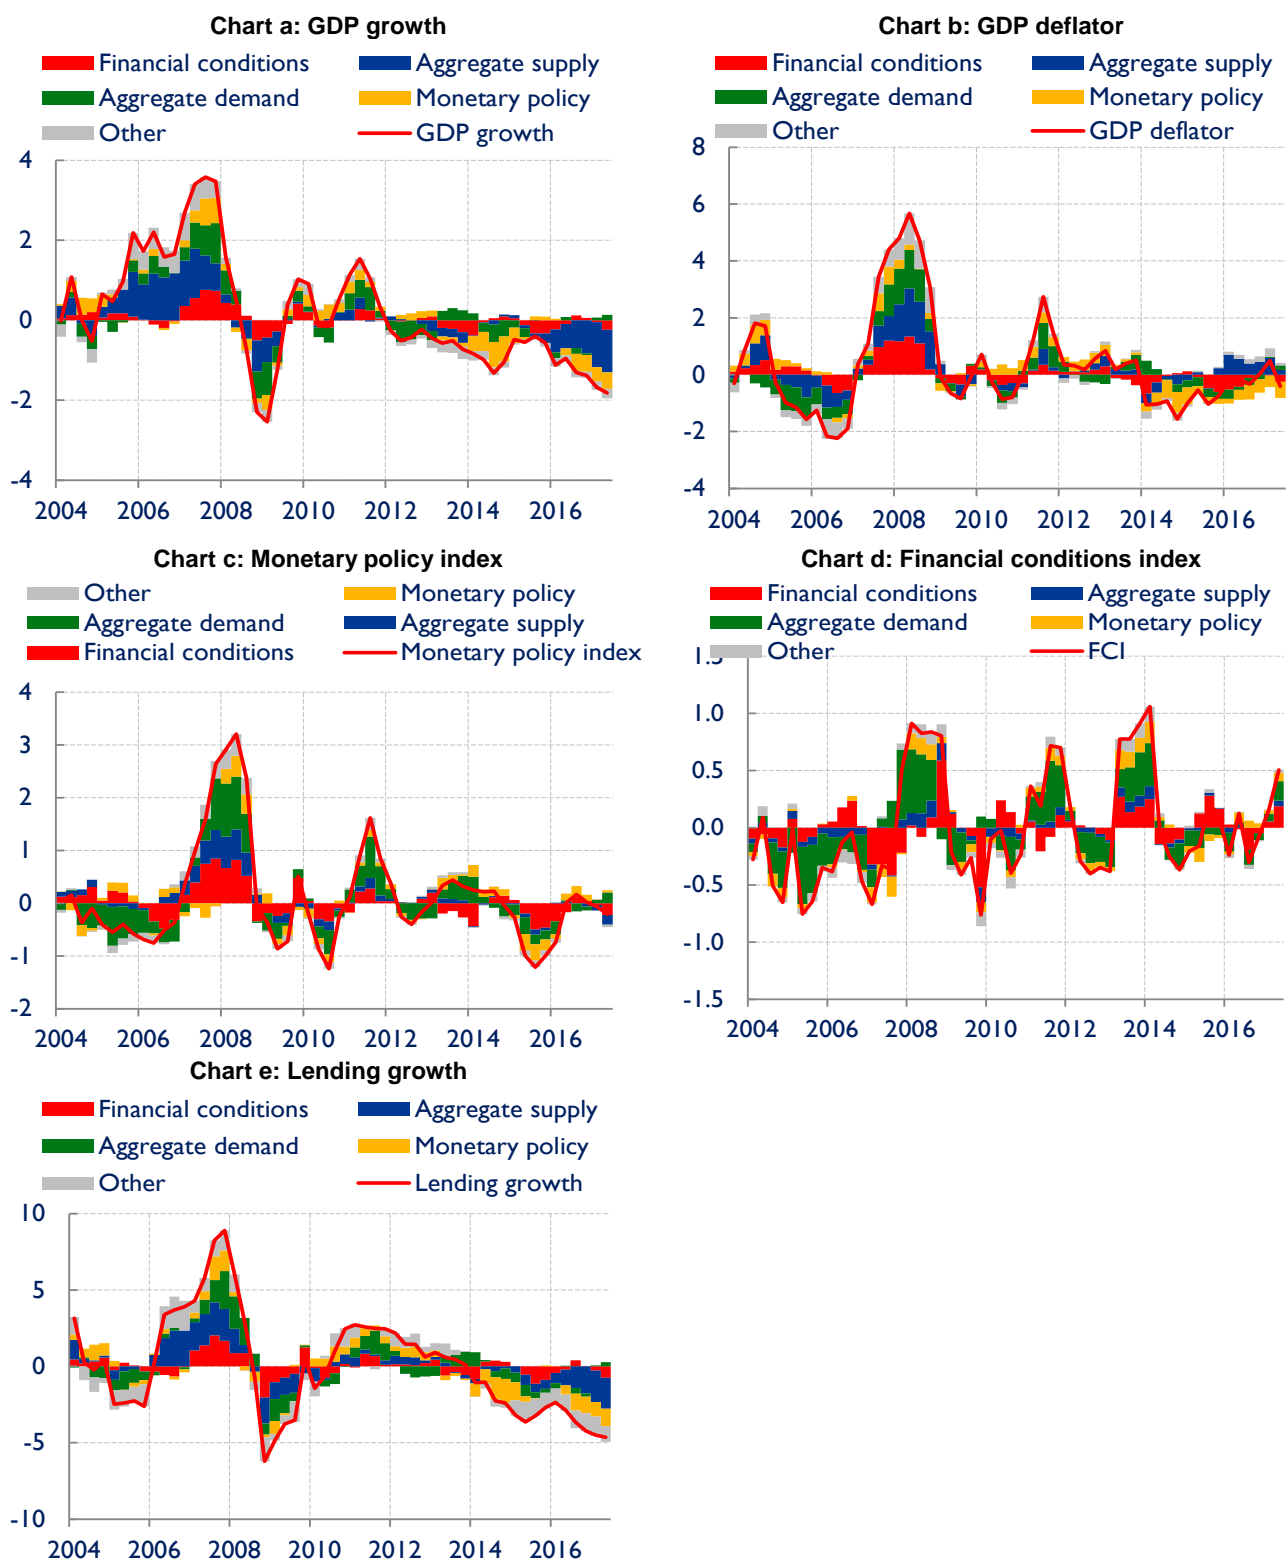 Chart a: GDP growth
Financial conditions Aggregate supply
Aggregate demand Monetary policy
Other GDP growth
4
2
0
-2
-4
2004 2006 2008 2010 2012 2014 2016
Chart b: GDP deflator
Financial conditions Aggregate supply
Aggregate demand Monetary policy
Other GDP deflator
8
6
4
2
0
-2
-4
2004 2006 2008 2010 2012 2014 2016
Chart c: Monetary policy index
Other Monetary policy
Aggregate demand Aggregate supply
Financial conditions Monetary policy index
4
3
2
1
0
-1
-2
2004 2006 2008 2010 2012 2014 2016
Chart d: Financial conditions index
Financial conditions Aggregate supply
Aggregate demand Monetary policy
Other FCI
1.5
1.0
0.5
0.0
-0.5
-1.0
-1.5
2004 2006 2008 2010 2012 2014 2016
Chart e: Lending growth
Financial conditions Aggregate supply
Aggregate demand Monetary policy
Other Lending growth
10
5
0
-5
-10
2004 2006 2008 2010 2012 2014 2016